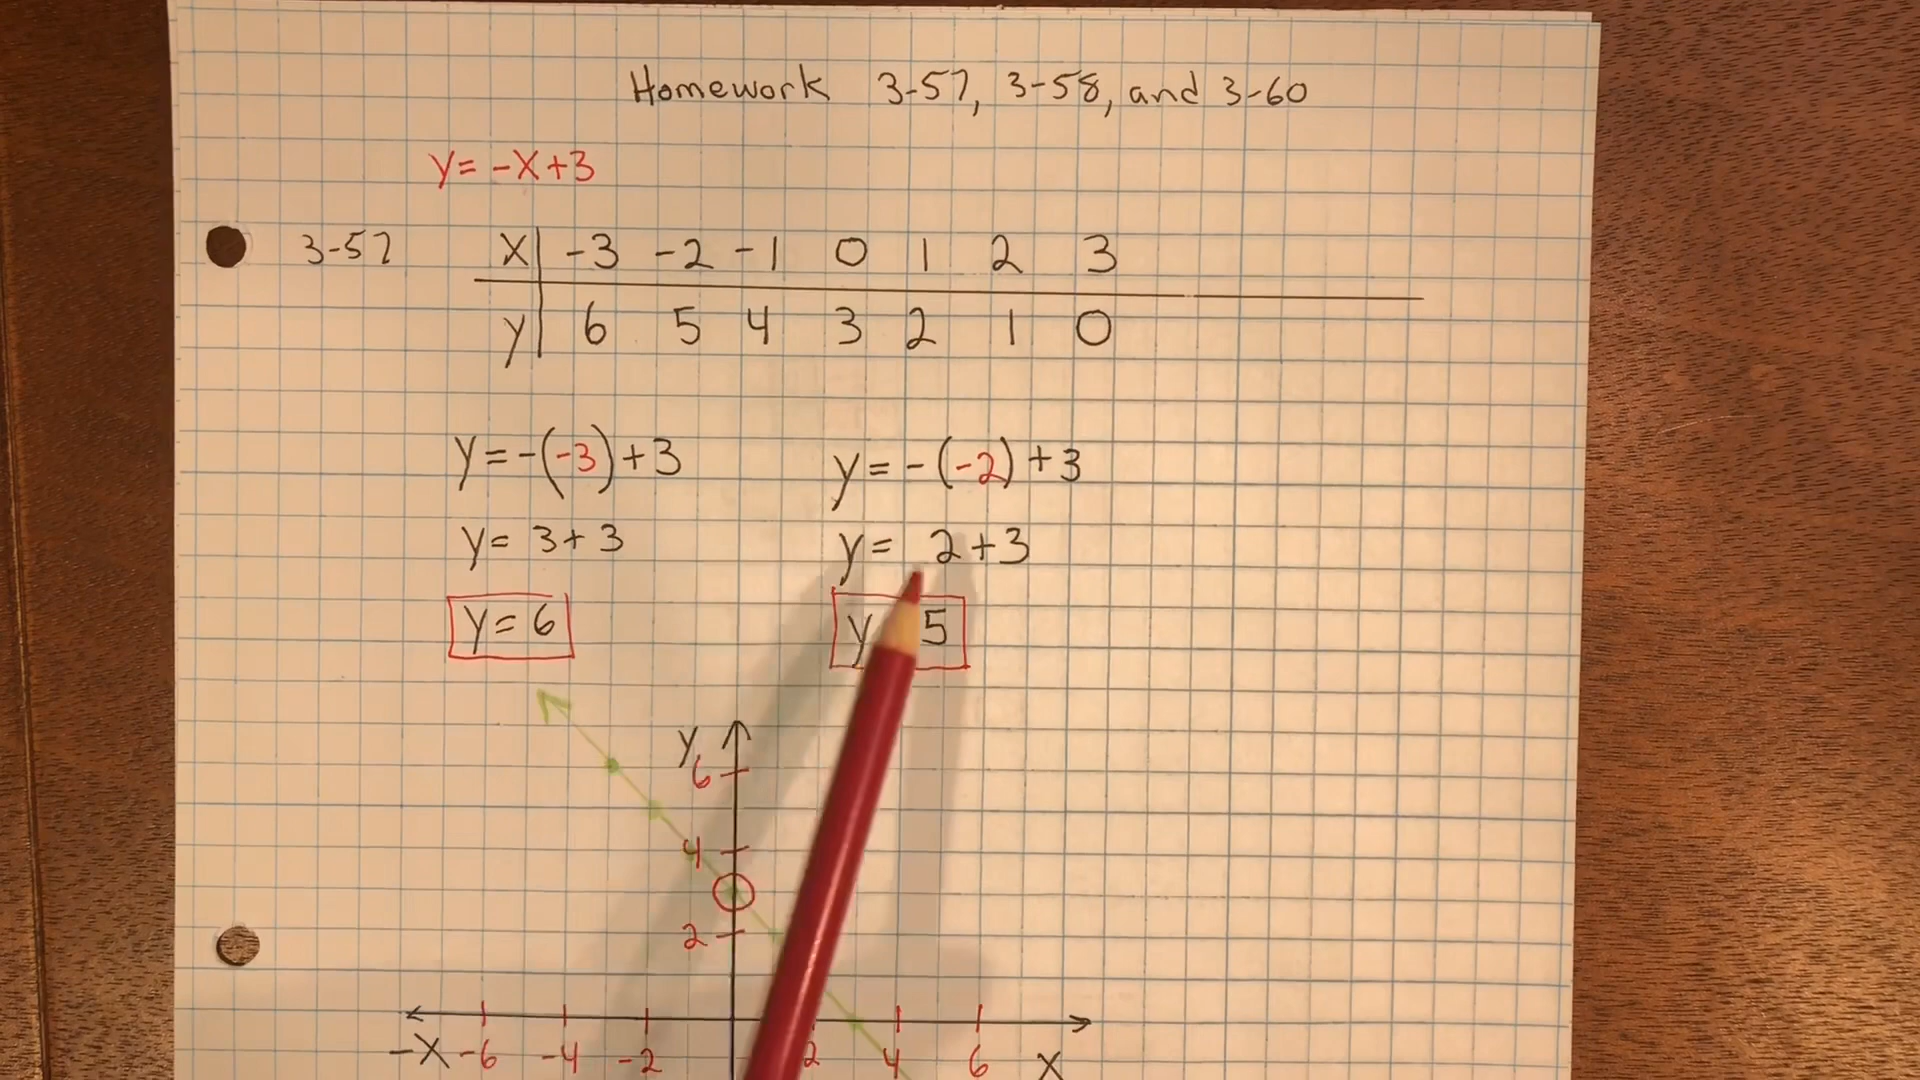 Homework 3-57, 3-58, and 3-60
y = -x+3
3-57
x | -3 -2 -1 0 1 2 3
y | 6 5 4 3 2 1 0
y = -(-3)+3
y = -(-2)+3
y = 3+3
y = 2+3
y = 6
y 5
y
6
4
2
-x -6 -4 -2 2 4 6 x